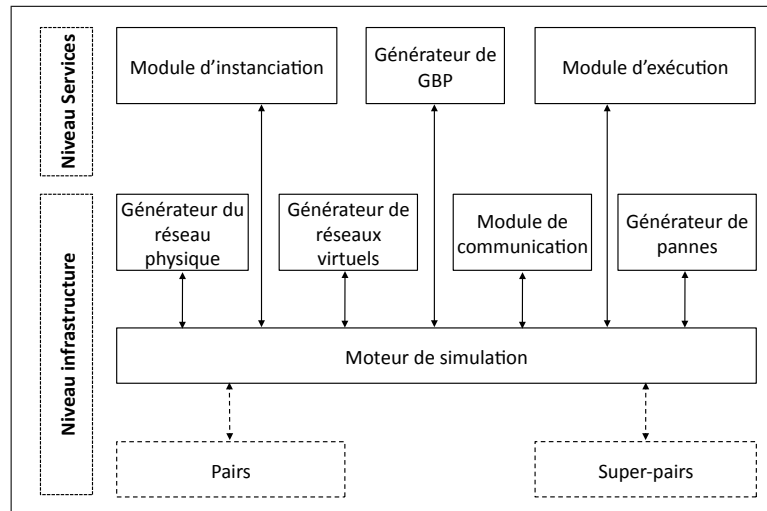 Niveau Services
Module d'instanciation
Générateur de
GBP
Module d'exécution
Niveau infrastructure
Générateur du
réseau
physique
Générateur de
réseaux
virtuels
Module de
communication
Générateur de
pannes
Moteur de simulation
Pairs
Super-pairs